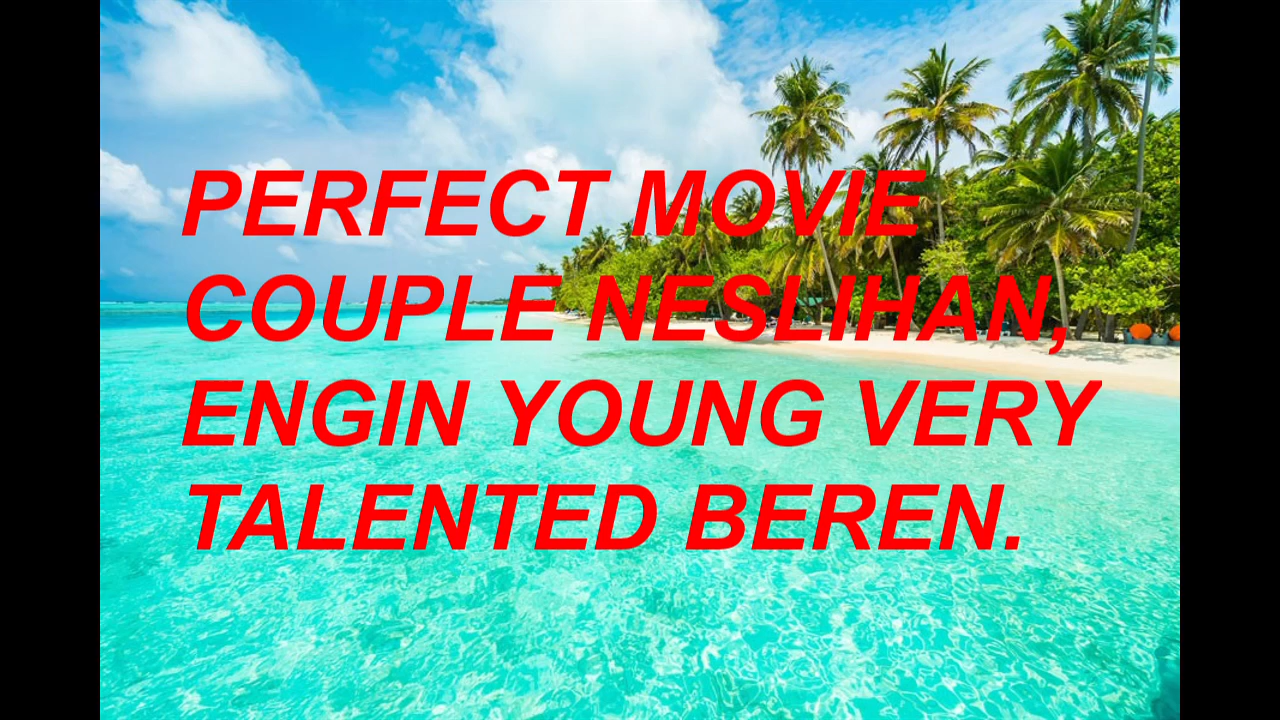 PERFECT MOVIE
COUPLE NESLIHAN,
ENGIN YOUNG VERY
TALENTED BEREN.